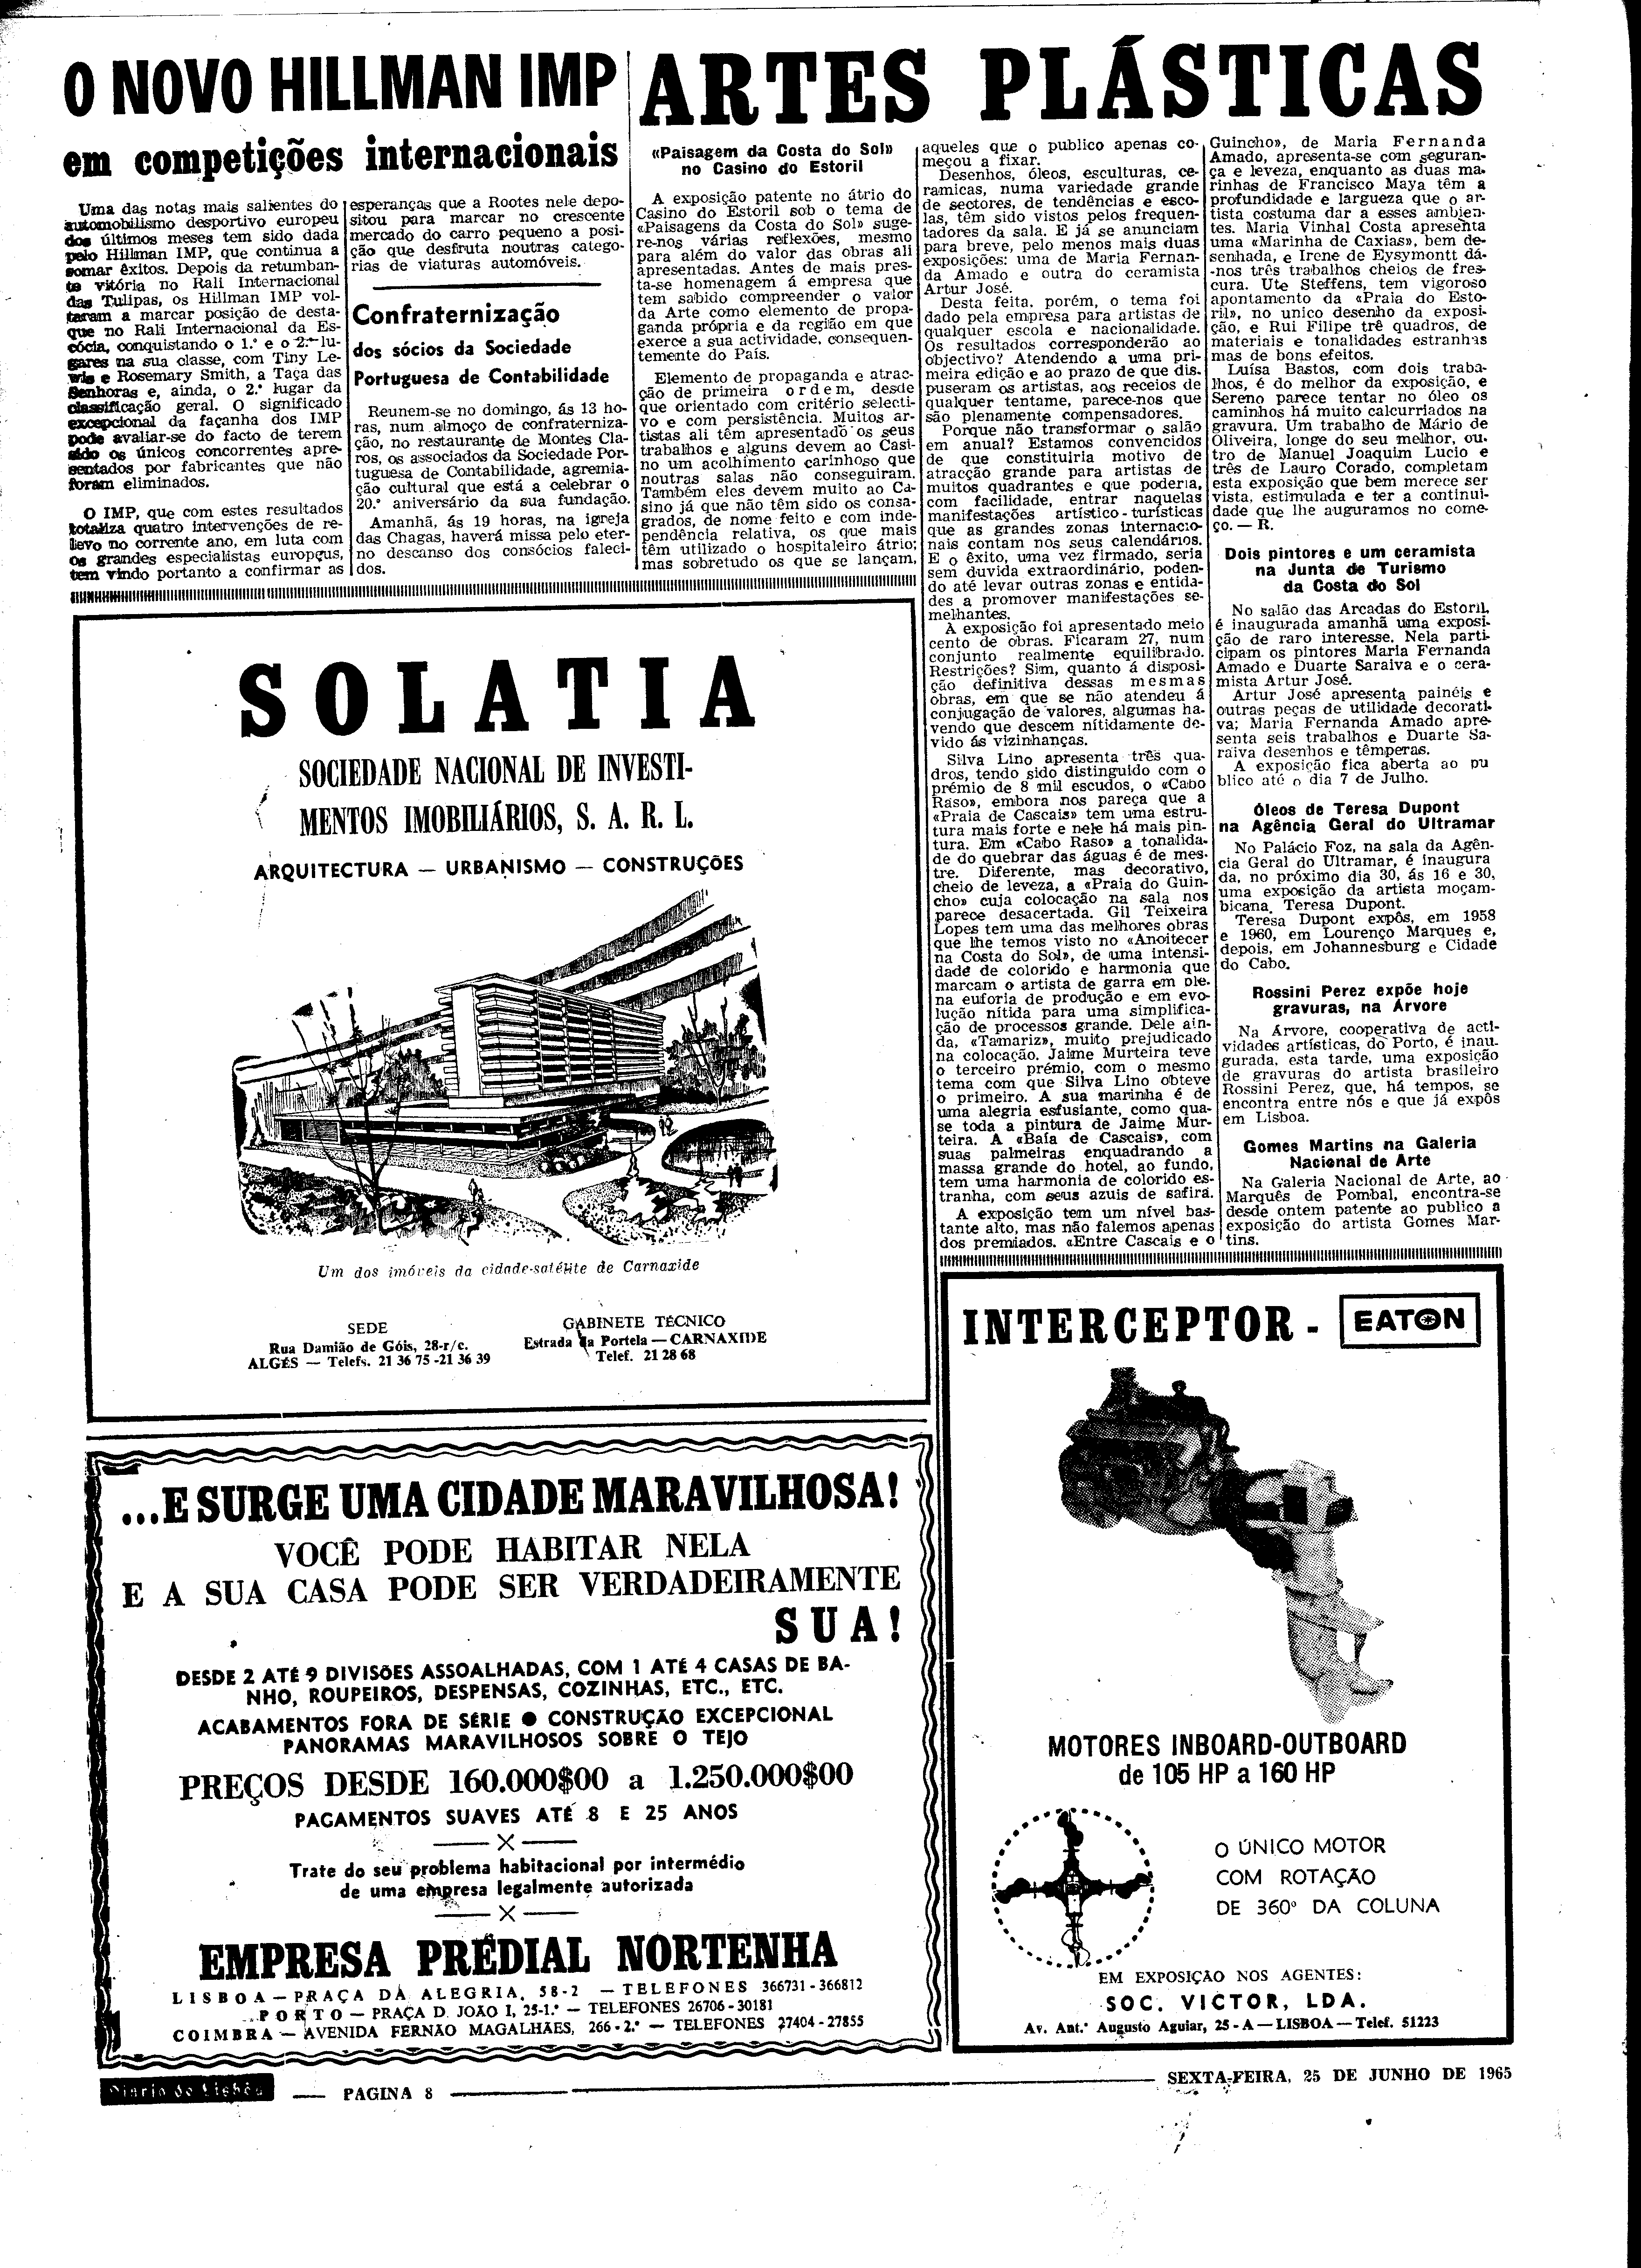 O NOVO HILLMAN IMP
em competições internacionais
Uma das notas mais salientes do
automobilismo desportivo europeu
dos últimos meses tem sido dada
pelo Hillman IMP, que continua a
somar êxitos. Depois da retumban-
te vitória no Rali Internacional
das Tulipas, os Hillman IMP vol-
taram a marcar posição de desta-
que no Rali Internacional da Es-
cócia, conquistando o 1.º e o 2.º lu-
gares na sua classe, com Tiny Le-
wis e Rosemary Smith, a Taça das
Senhoras e, ainda, o 2.º lugar da
classificação geral. O significado
excepcional da façanha dos IMP
pode avaliar-se do facto de terem
sido os únicos concorrentes apre-
sentados por fabricantes que não
foram eliminados.
O IMP, que com estes resultados
totaliza quatro intervenções de re-
levo no corrente ano, em luta com
os grandes especialistas europeus,
tem vindo portanto a confirmar as
esperanças que a Rootes nele depo-
sitou para marcar no crescente
mercado do carro pequeno a posi-
ção que desfruta noutras catego-
rias de viaturas automóveis.
Confraternização
dos sócios da Sociedade
Portuguesa de Contabilidade
Reunem-se no domingo, ás 13 ho-
ras, num almoço de confraterniza-
ção, no restaurante de Montes Cla-
ros, os associados da Sociedade Por-
tuguesa de Contabilidade, agremia-
ção cultural que está a celebrar o
20.º aniversário da sua fundação.
Amanhã, ás 19 horas, na igreja
das Chagas, haverá missa pelo eter-
no descanso dos consócios faleci-
dos.
ARTES PLÁSTICAS
«Paisagem da Costa do Sol»
no Casino do Estoril
A exposição patente no átrio do
Casino do Estoril sob o tema de
«Paisagens da Costa do Sol» suge-
re-nos várias reflexões, mesmo
para além do valor das obras ali
apresentadas. Antes de mais pres-
ta-se homenagem á empresa que
tem sabido compreender o valor
da Arte como elemento de propa-
ganda própria e da região em que
exerce a sua actividade, consequen-
temente do País.
Elemento de propaganda e atrac-
ção de primeira ordem, desde
que orientado com critério selecti-
vo e com persistência. Muitos ar-
tistas ali têm apresentado os seus
trabalhos e alguns devem ao Casi-
no um acolhimento carinhoso que
noutras salas não conseguiram.
Também eles devem muito ao Ca-
sino já que não têm sido os consa-
grados, de nome feito e com inde-
pendência relativa, os que mais
têm utilizado o hospitaleiro átrio;
mas sobretudo os que se lançam,
aqueles que o publico apenas co-
meçou a fixar.
Desenhos, óleos, esculturas, ce-
ramicas, numa variedade grande
de sectores, de tendências e esco-
las, têm sido vistos pelos frequen-
tadores da sala. E já se anunciam
para breve, pelo menos mais duas
exposições: uma de Maria Fernan-
da Amado e outra do ceramista
Artur José.
Desta feita, porém, o tema foi
dado pela empresa para artistas de
qualquer escola e nacionalidade.
Os resultados corresponderão ao
objectivo? Atendendo a uma pri-
meira edição e ao prazo de que dis-
puseram os artistas, aos receios de
qualquer tentame, parece-nos que
são plenamente compensadores.
Porque não transformar o salão
em anual? Estamos convencidos
de que constituiria motivo de
atracção grande para artistas de
muitos quadrantes e que poderia,
com facilidade, entrar naquelas
manifestações artístico-turísticas
que as grandes zonas internacio-
nais contam nos seus calendários.
E o êxito, uma vez firmado, seria
sem duvida extraordinário, poden-
do até levar outras zonas e entida-
des a promover manifestações se-
melhantes.
À exposição foi apresentado meio
cento de obras. Ficaram 27, num
conjunto realmente equilibrado.
Restrições? Sim, quanto á disposi-
ção definitiva dessas mesmas
obras, em que se não atendeu á
conjugação de valores, algumas ha-
vendo que descem nítidamente de-
vido ás vizinhanças.
Silva Lino apresenta três qua-
dros, tendo sido distinguido com o
prémio de 8 mil escudos, o «Cabo
Raso», embora nos pareça que a
«Praia de Cascais» tem uma estru-
tura mais forte e nele há mais pin-
tura. Em «Cabo Raso» a tonalida-
de do quebrar das águas é de mes-
tre. Diferente, mas decorativo,
cheio de leveza, a «Praia do Guin-
cho» cuja colocação na sala nos
parece desacertada. Gil Teixeira
Lopes tem uma das melhores obras
que lhe temos visto no «Anoitecer
na Costa do Sol», de uma intensi-
dade de colorido e harmonia que
marcam o artista de garra em ple-
na euforia de produção e em evo-
lução nítida para uma simplifica-
ção de processos grande. Dele ain-
da, «Tamariz», muito prejudicado
na colocação. Jaime Murteira teve
o terceiro prémio, com o mesmo
tema com que Silva Lino obteve
o primeiro. A sua marinha é de
uma alegria esfusiante, como qua-
se toda a pintura de Jaime Mur-
teira. A «Baía de Cascais», com
suas palmeiras enquadrando a
massa grande do hotel, ao fundo,
tem uma harmonia de colorido es-
tranha, com seus azuis de safira.
A exposição tem um nível bas-
tante alto, mas não falemos apenas
dos premiados. «Entre Cascais e o
Guincho», de Maria Fernanda
Amado, apresenta-se com seguran-
ça e leveza, enquanto as duas ma-
rinhas de Francisco Maya têm a
profundidade e largueza que o ar-
tista costuma dar a esses ambien-
tes. Maria Vinhal Costa apresenta
uma «Marinha de Caxias», bem de-
senhada, e Irene de Eysymontt dá-
-nos três trabalhos cheios de fres-
cura. Ute Steffens, tem vigoroso
apontamento da «Praia do Esto-
ril», no unico desenho da exposi-
ção, e Rui Filipe trê quadros, de
materiais e tonalidades estranhas
mas de bons efeitos.
Luísa Bastos, com dois traba-
lhos, é do melhor da exposição, e
Sereno parece tentar no óleo os
caminhos há muito calcurriados na
gravura. Um trabalho de Mário de
Oliveira, longe do seu melhor, ou-
tro de Manuel Joaquim Lucio e
três de Lauro Corado, completam
esta exposição que bem merece ser
vista, estimulada e ter a continui-
dade que lhe auguramos no come-
ço. — R.
Dois pintores e um ceramista
na Junta de Turismo
da Costa do Sol
No salão das Arcadas do Estoril,
é inaugurada amanhã uma exposi-
ção de raro interesse. Nela parti-
cipam os pintores Maria Fernanda
Amado e Duarte Saraiva e o cera-
mista Artur José.
Artur José apresenta painéis e
outras peças de utilidade decorati-
va; Maria Fernanda Amado apre-
senta seis trabalhos e Duarte Sa-
raiva desenhos e têmperas.
A exposição fica aberta ao pu
blico até o dia 7 de Julho.
Óleos de Teresa Dupont
na Agência Geral do Ultramar
No Palácio Foz, na sala da Agên-
cia Geral do Ultramar, é inaugura
da, no próximo dia 30, ás 16 e 30,
uma exposição da artista moçam-
bicana, Teresa Dupont.
Teresa Dupont expôs, em 1958
e 1960, em Lourenço Marques e,
depois, em Johannesburg e Cidade
do Cabo.
Rossini Perez expõe hoje
gravuras, na Árvore
Na Arvore, cooperativa de acti-
vidades artísticas, do Porto, é inau-
gurada, esta tarde, uma exposição
de gravuras do artista brasileiro
Rossini Perez, que, há tempos, se
encontra entre nós e que já expôs
em Lisboa.
Gomes Martins na Galeria
Nacional de Arte
Na Galeria Nacional de Arte, ao
Marquês de Pombal, encontra-se
desde ontem patente ao publico a
exposição do artista Gomes Mar-
tins.
SOLATIA
SOCIEDADE NACIONAL DE INVESTI-
MENTOS IMOBILIÁRIOS, S. A. R. L.
ARQUITECTURA — URBANISMO — CONSTRUÇÕES
Um dos imóveis da cidade-satélite de Carnaxide
SEDE
Rua Damião de Góis, 28-r/c.
ALGÉS — Telefs. 21 36 75 - 21 36 39
GABINETE TÉCNICO
Estrada da Portela — CARNAXIDE
Telef. 21 28 68
...E SURGE UMA CIDADE MARAVILHOSA!
VOCÊ PODE HABITAR NELA
E A SUA CASA PODE SER VERDADEIRAMENTE
SUA!
DESDE 2 ATÉ 9 DIVISÕES ASSOALHADAS, COM 1 ATÉ 4 CASAS DE BA-
NHO, ROUPEIROS, DESPENSAS, COZINHAS, ETC., ETC.
ACABAMENTOS FORA DE SÉRIE ● CONSTRUÇÃO EXCEPCIONAL
PANORAMAS MARAVILHOSOS SOBRE O TEJO
PREÇOS DESDE 160.000$00 a 1.250.000$00
PAGAMENTOS SUAVES ATÉ 8 E 25 ANOS
—— X ——
Trate do seu problema habitacional por intermédio
de uma empresa legalmente autorizada
—— X ——
EMPRESA PREDIAL NORTENHA
LISBOA — PRAÇA DA ALEGRIA, 58-2 — TELEFONES 366731 - 366812
PORTO — PRAÇA D. JOÃO I, 25-1.º — TELEFONES 26706 - 30181
COIMBRA — AVENIDA FERNÃO MAGALHÃES, 266 - 2.º — TELEFONES 27404 - 27855
INTERCEPTOR - EATON
MOTORES INBOARD-OUTBOARD
de 105 HP a 160 HP
O ÚNICO MOTOR
COM ROTAÇÃO
DE 360º DA COLUNA
EM EXPOSIÇÃO NOS AGENTES:
SOC. VICTOR, LDA.
Av. Ant.º Augusto Aguiar, 25 - A — LISBOA — Telef. 51223
Diario de Lisboa — PAGINA 8 — SEXTA-FEIRA, 25 DE JUNHO DE 1965